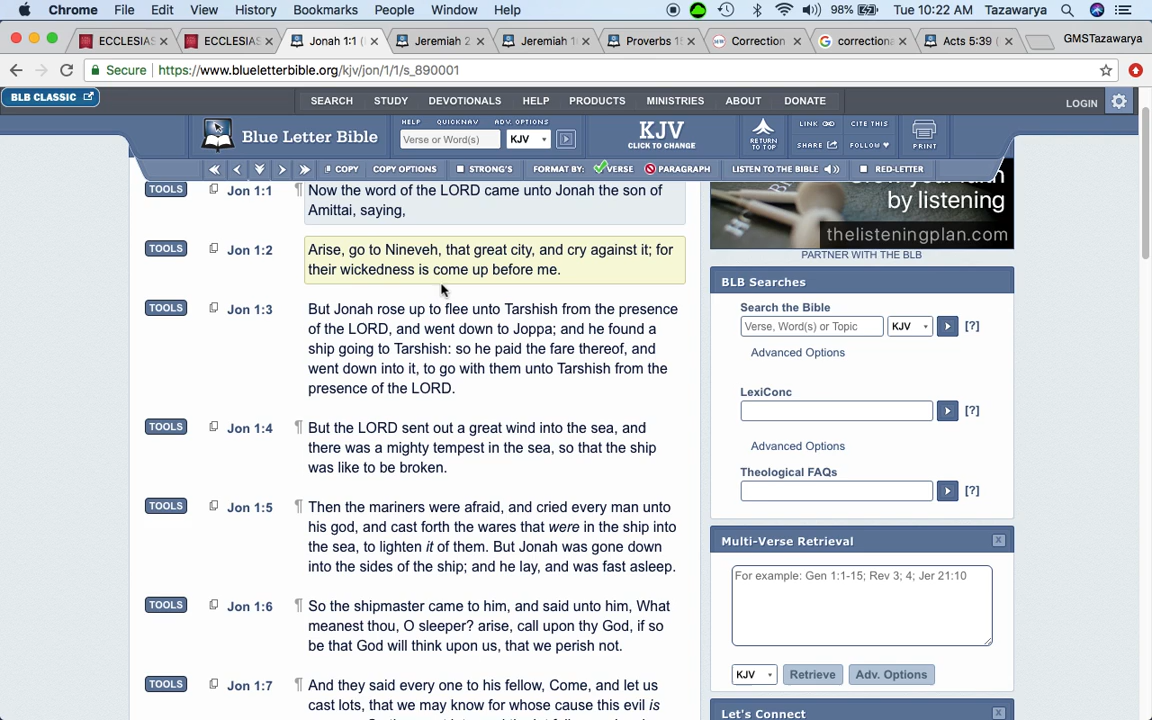 Chrome File Edit View History Bookmarks People Window Help 98% Tue 10:22 AM Tazawarya
ECCLESIAS ECCLESIAS Jonah 1:1 ( Jeremiah 2 Jeremiah 1 Proverbs 1 Correction correctiona Acts 5:39 ( GMSTazawarya
Secure https://www.blueletterbible.org/kjv/jon/1/1/s_890001
BLB CLASSIC
SEARCH STUDY DEVOTIONALS HELP PRODUCTS MINISTRIES ABOUT DONATE LOGIN
HELP QUICKNAV ADV. OPTIONS
Blue Letter Bible
Verse or Word(s) KJV
KJV
CLICK TO CHANGE
RETURN
TO TOP
LINK CITE THIS
SHARE FOLLOW
PRINT
COPY COPY OPTIONS STRONG'S FORMAT BY: VERSE PARAGRAPH LISTEN TO THE BIBLE RED-LETTER
TOOLS Jon 1:1 ¶ Now the word of the LORD came unto Jonah the son of
Amittai, saying,
TOOLS Jon 1:2 Arise, go to Nineveh, that great city, and cry against it; for
their wickedness is come up before me.
TOOLS Jon 1:3 But Jonah rose up to flee unto Tarshish from the presence
of the LORD, and went down to Joppa; and he found a
ship going to Tarshish: so he paid the fare thereof, and
went down into it, to go with them unto Tarshish from the
presence of the LORD.
TOOLS Jon 1:4 ¶ But the LORD sent out a great wind into the sea, and
there was a mighty tempest in the sea, so that the ship
was like to be broken.
TOOLS Jon 1:5 ¶ Then the mariners were afraid, and cried every man unto
his god, and cast forth the wares that were in the ship into
the sea, to lighten it of them. But Jonah was gone down
into the sides of the ship; and he lay, and was fast asleep.
TOOLS Jon 1:6 ¶ So the shipmaster came to him, and said unto him, What
meanest thou, O sleeper? arise, call upon thy God, if so
be that God will think upon us, that we perish not.
TOOLS Jon 1:7 ¶ And they said every one to his fellow, Come, and let us
cast lots, that we may know for whose cause this evil is
by listening
thelisteningplan.com
PARTNER WITH THE BLB
BLB Searches
Search the Bible
Verse, Word(s) or Topic KJV [?]
Advanced Options
LexiConc
[?]
Advanced Options
Theological FAQs
[?]
Multi-Verse Retrieval
For example: Gen 1:1-15; Rev 3; 4; Jer 21:10
KJV Retrieve Adv. Options
Let's Connect